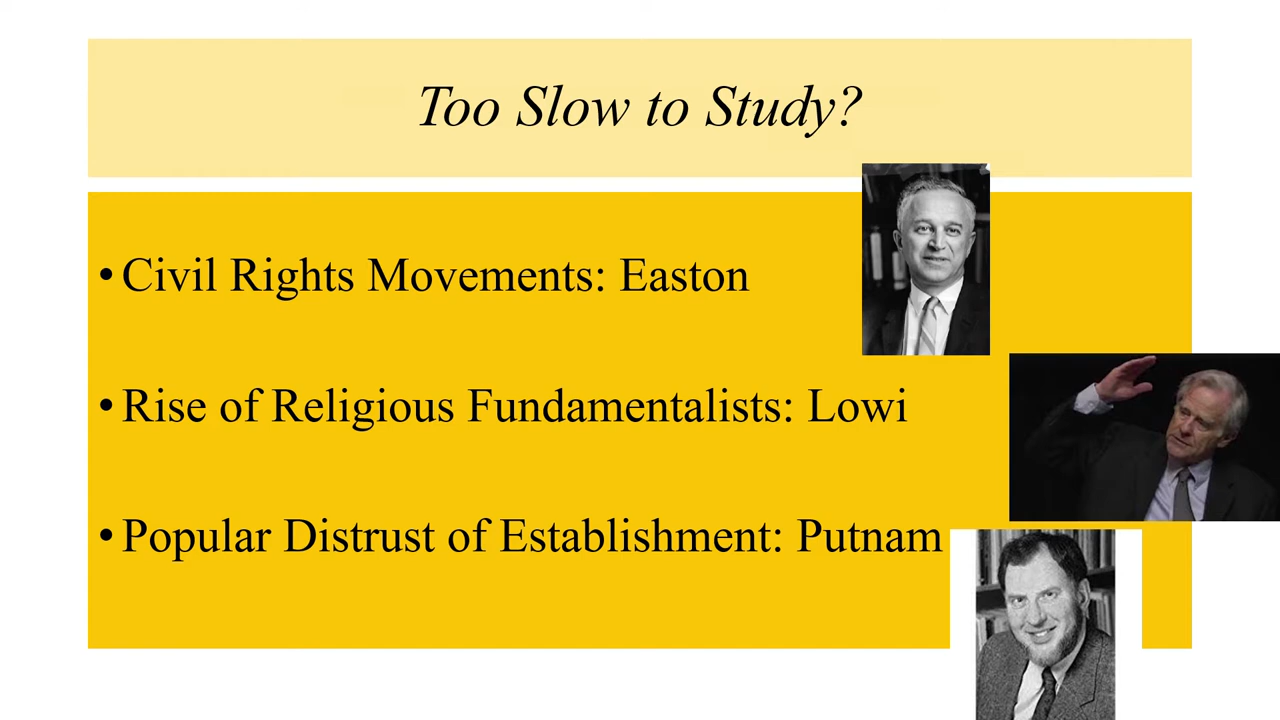 Too Slow to Study?
• Civil Rights Movements: Easton
• Rise of Religious Fundamentalists: Lowi
• Popular Distrust of Establishment: Putnam